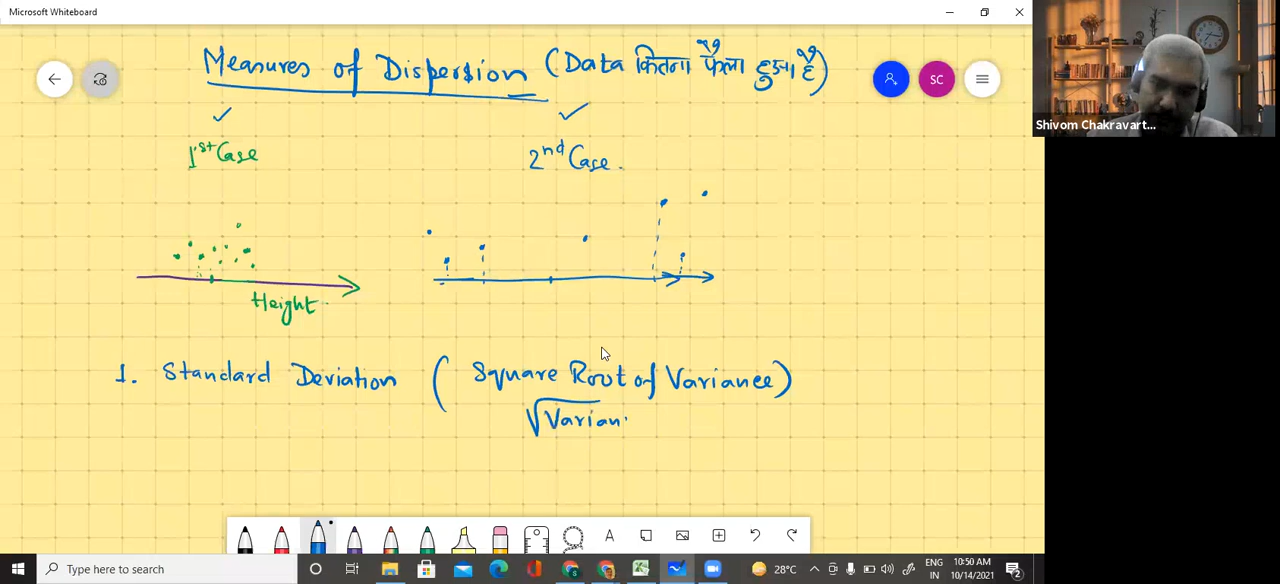 Microsoft Whiteboard
Measures of Dispersion (Data कितना फैला हुआ है)
SC
Shivom Chakravart...
1st Case
2nd Case.
Height
1. Standard Deviation (Square Root of Variance)
√Varian
A
Type here to search
28°C
ENG
IN
10:50 AM
10/14/2021
2